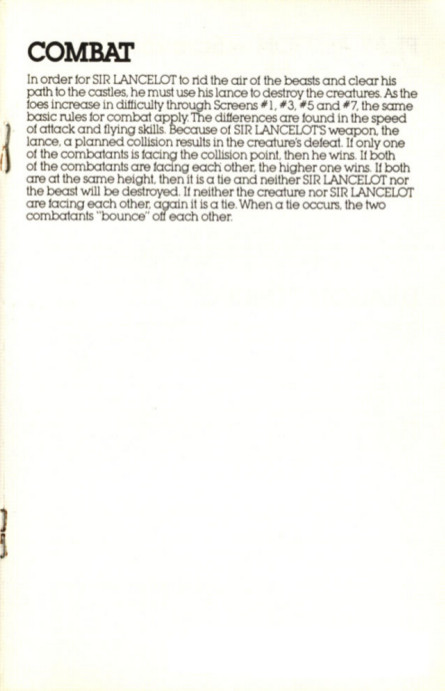 COMBAT
In order for SIR LANCELOT to rid the air of the beasts and clear his
path to the castles, he must use his lance to destroy the creatures. As the
foes increase in difficulty through Screens #1, #3, #5 and #7, the same
basic rules for combat apply. The differences are found in the speed
of attack and flying skills. Because of SIR LANCELOT'S weapon, the
lance, a planned collision results in the creature's defeat. If only one
of the combatants is facing the collision point, then he wins. If both
of the combatants are facing each other, the higher one wins. If both
are at the same height, then it is a tie and neither SIR LANCELOT nor
the beast will be destroyed. If neither the creature nor SIR LANCELOT
are facing each other, again it is a tie. When a tie occurs, the two
combatants "bounce" off each other.